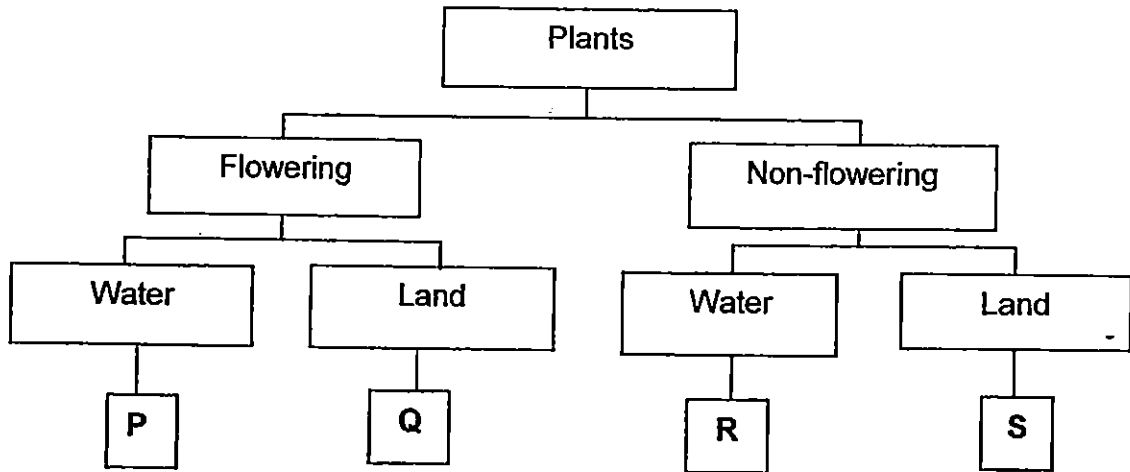 Plants
Flowering
Non-flowering
Water
Land
Water
Land
P
Q
R
S